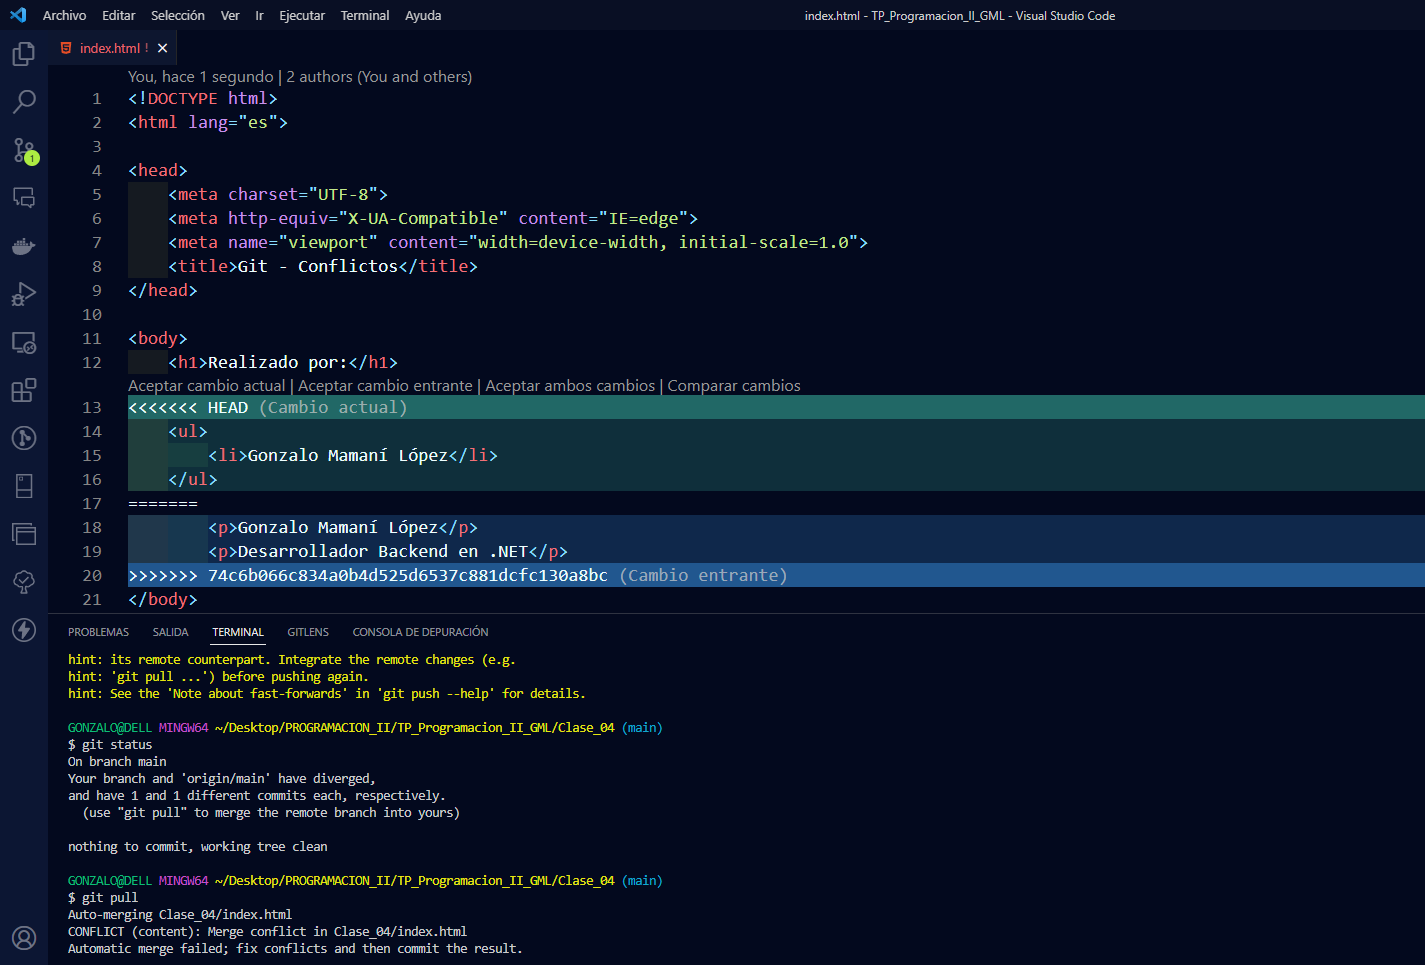 Archivo Editar Selección Ver Ir Ejecutar Terminal Ayuda
index.html - TP_Programacion_II_GML - Visual Studio Code
index.html !
You, hace 1 segundo | 2 authors (You and others)
1 <!DOCTYPE html>
2 <html lang="es">
3
4 <head>
5 <meta charset="UTF-8">
6 <meta http-equiv="X-UA-Compatible" content="IE=edge">
7 <meta name="viewport" content="width=device-width, initial-scale=1.0">
8 <title>Git - Conflictos</title>
9 </head>
10
11 <body>
12 <h1>Realizado por:</h1>
Aceptar cambio actual | Aceptar cambio entrante | Aceptar ambos cambios | Comparar cambios
13 <<<<<<< HEAD (Cambio actual)
14 <ul>
15 <li>Gonzalo Mamaní López</li>
16 </ul>
17 =======
18 <p>Gonzalo Mamaní López</p>
19 <p>Desarrollador Backend en .NET</p>
20 >>>>>>> 74c6b066c834a0b4d525d6537c881dcfc130a8bc (Cambio entrante)
21 </body>
1
PROBLEMAS SALIDA TERMINAL GITLENS CONSOLA DE DEPURACIÓN
hint: its remote counterpart. Integrate the remote changes (e.g.
hint: 'git pull ...') before pushing again.
hint: See the 'Note about fast-forwards' in 'git push --help' for details.
GONZALO@DELL MINGW64 ~/Desktop/PROGRAMACION_II/TP_Programacion_II_GML/Clase_04 (main)
$ git status
On branch main
Your branch and 'origin/main' have diverged,
and have 1 and 1 different commits each, respectively.
(use "git pull" to merge the remote branch into yours)
nothing to commit, working tree clean
GONZALO@DELL MINGW64 ~/Desktop/PROGRAMACION_II/TP_Programacion_II_GML/Clase_04 (main)
$ git pull
Auto-merging Clase_04/index.html
CONFLICT (content): Merge conflict in Clase_04/index.html
Automatic merge failed; fix conflicts and then commit the result.